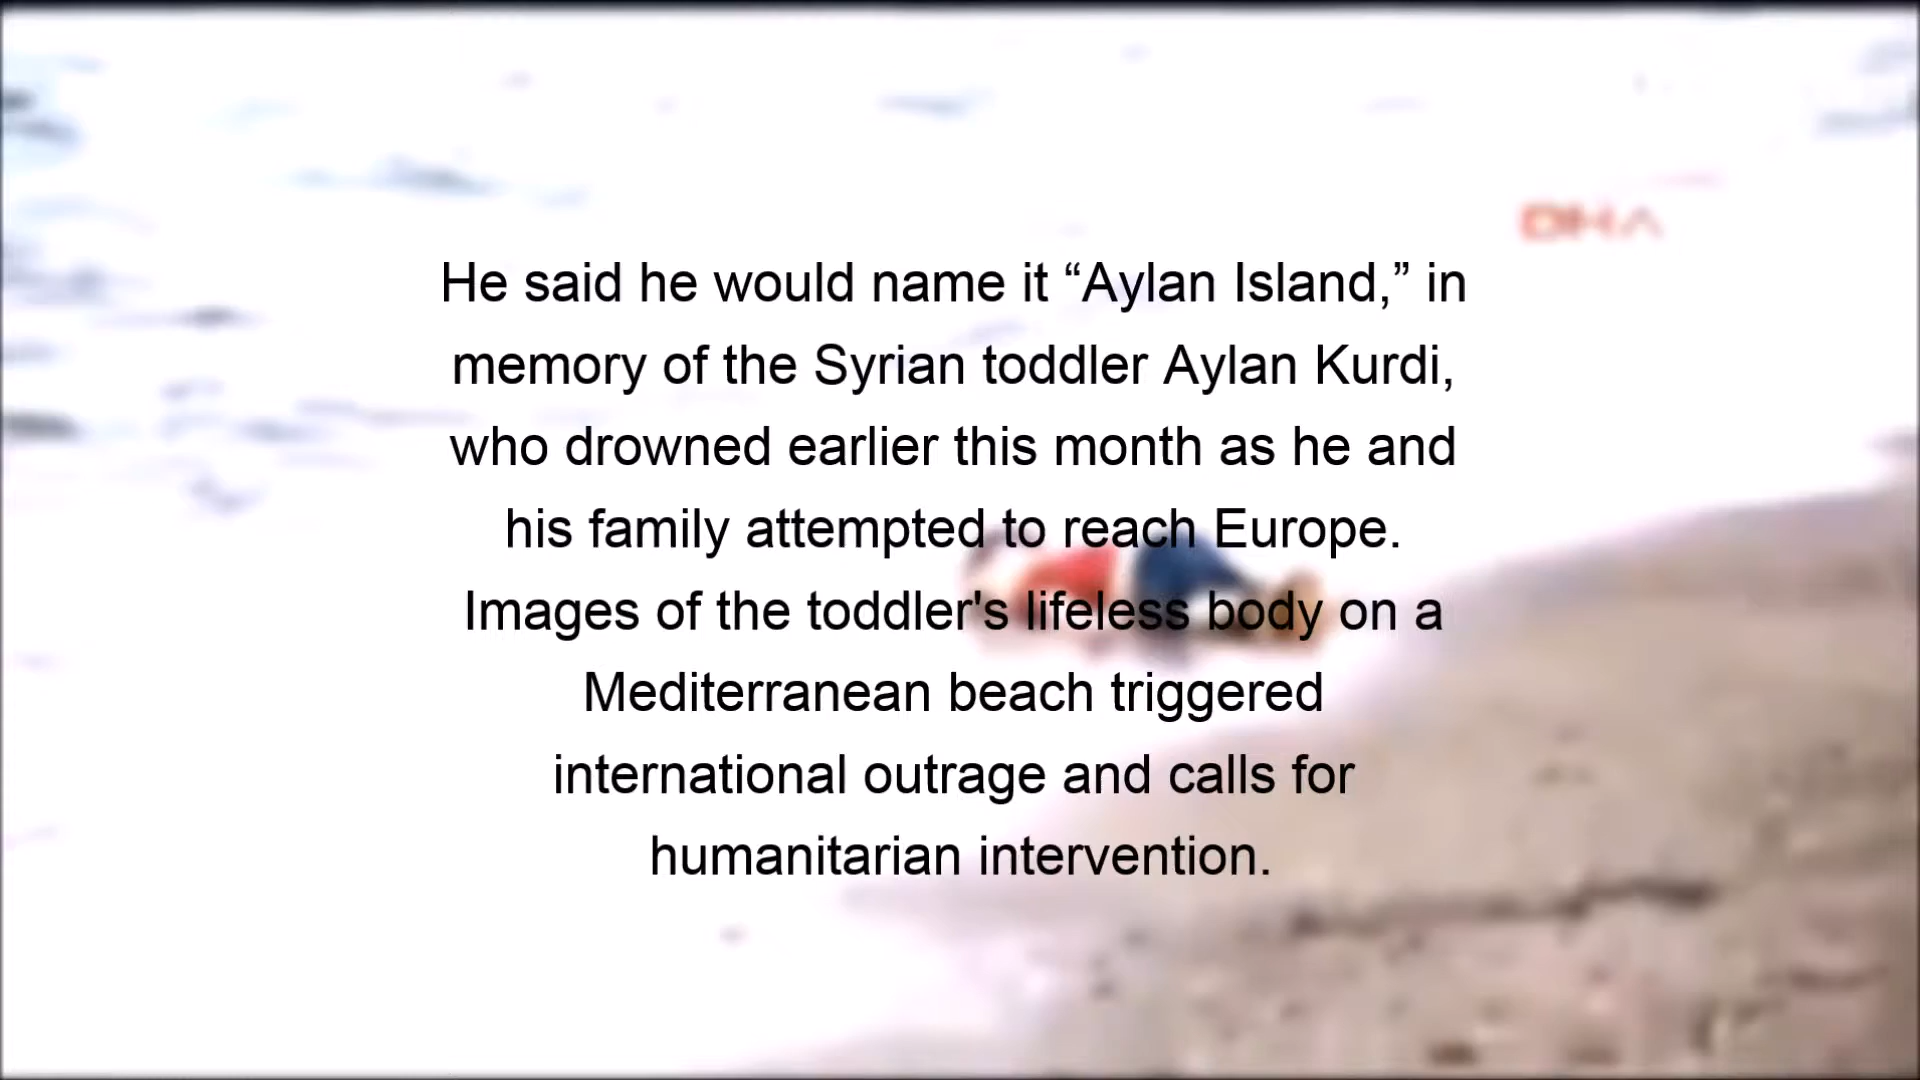 DHA
He said he would name it “Aylan Island,” in
memory of the Syrian toddler Aylan Kurdi,
who drowned earlier this month as he and
his family attempted to reach Europe.
Images of the toddler's lifeless body on a
Mediterranean beach triggered
international outrage and calls for
humanitarian intervention.